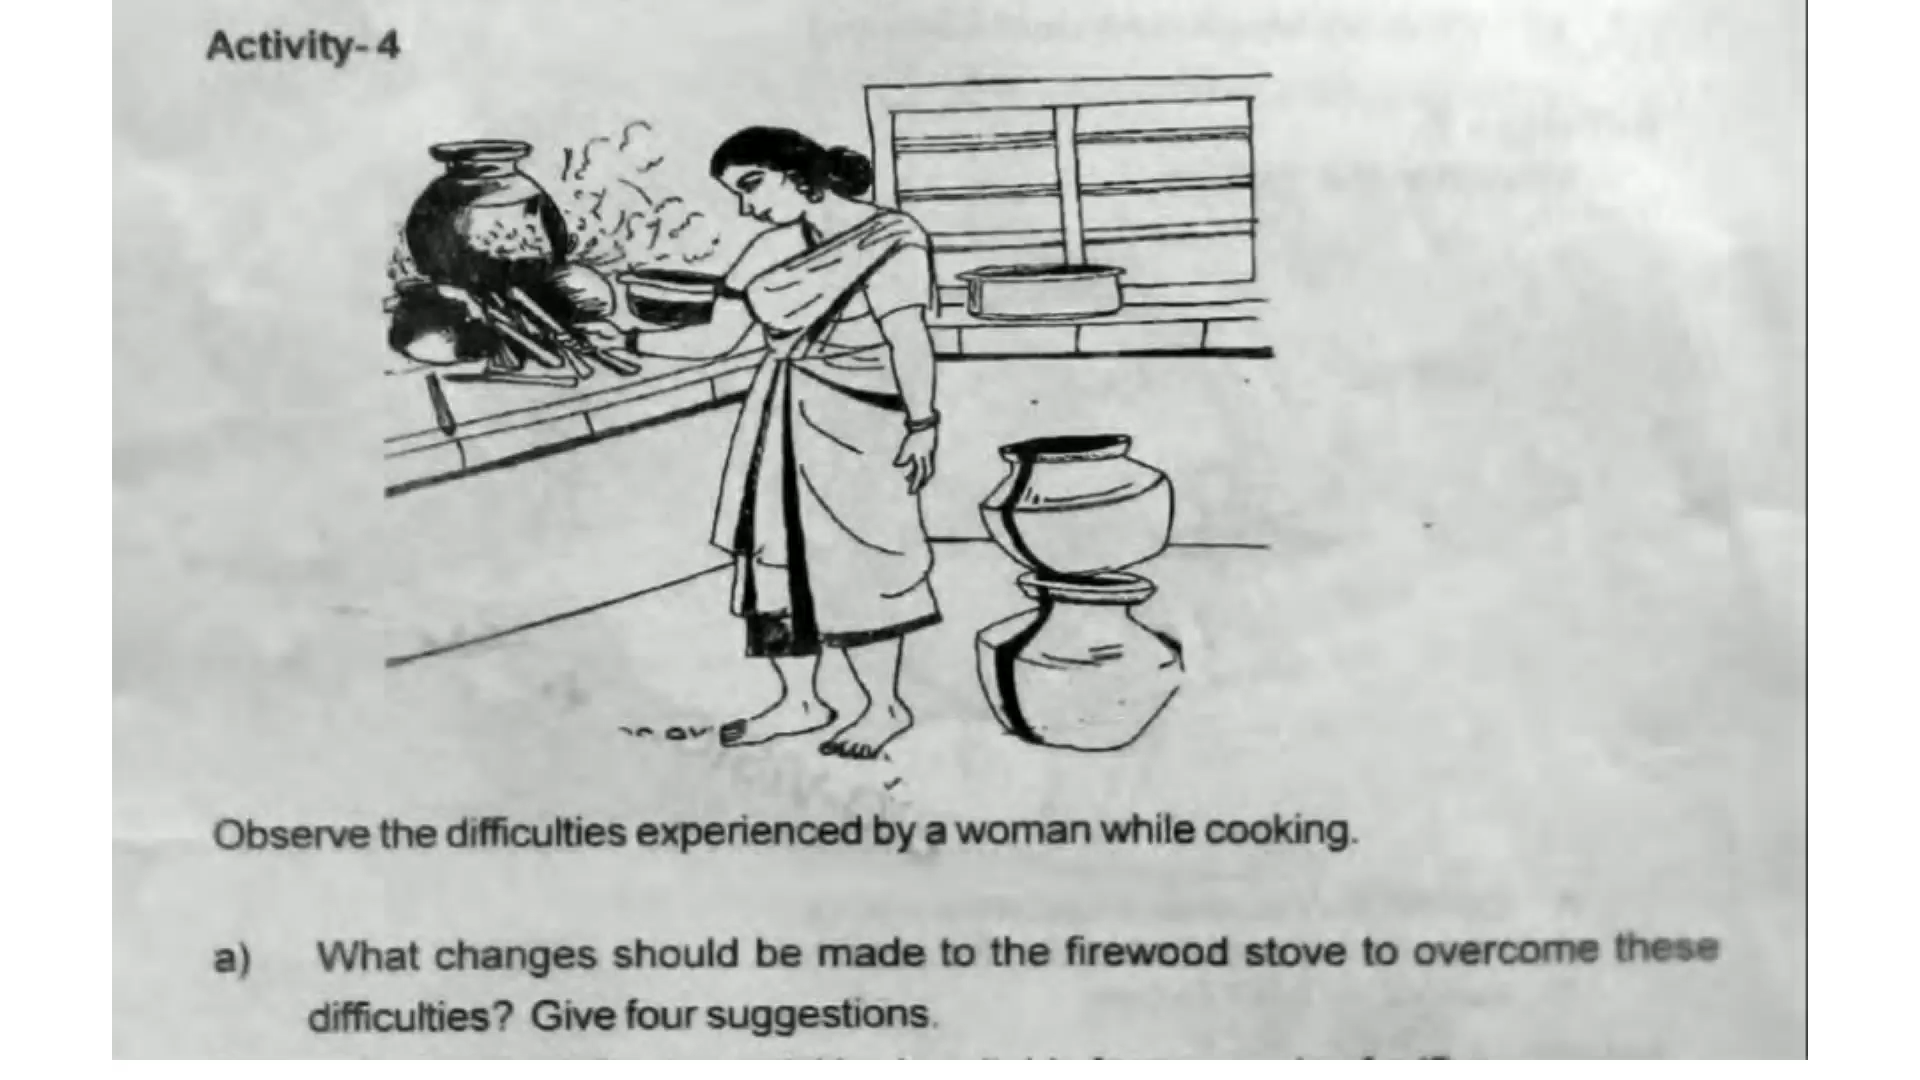 Activity- 4
Observe the difficulties experienced by a woman while cooking.
a) What changes should be made to the firewood stove to overcome these
difficulties? Give four suggestions.